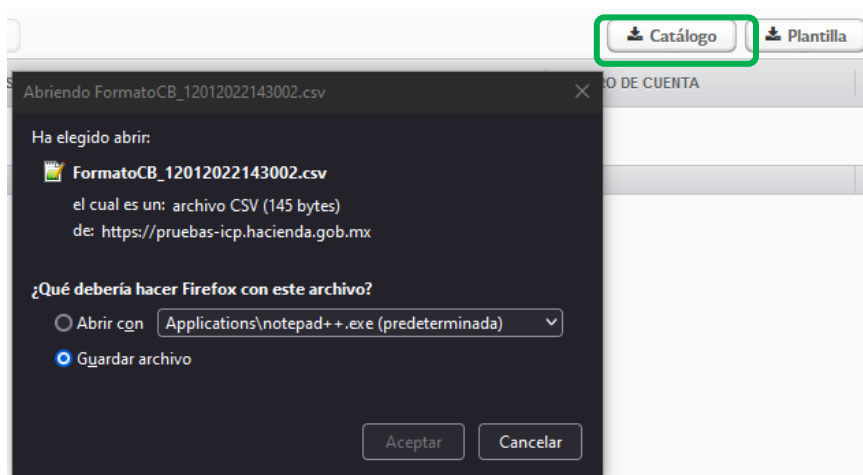 Catálogo
Plantilla
RO DE CUENTA
Abriendo FormatoCB_12012022143002.csv
Ha elegido abrir:
FormatoCB_12012022143002.csv
el cual es un: archivo CSV (145 bytes)
de: https://pruebas-icp.hacienda.gob.mx
¿Qué debería hacer Firefox con este archivo?
Abrir con Applications\notepad++.exe (predeterminada)
Guardar archivo
Aceptar Cancelar